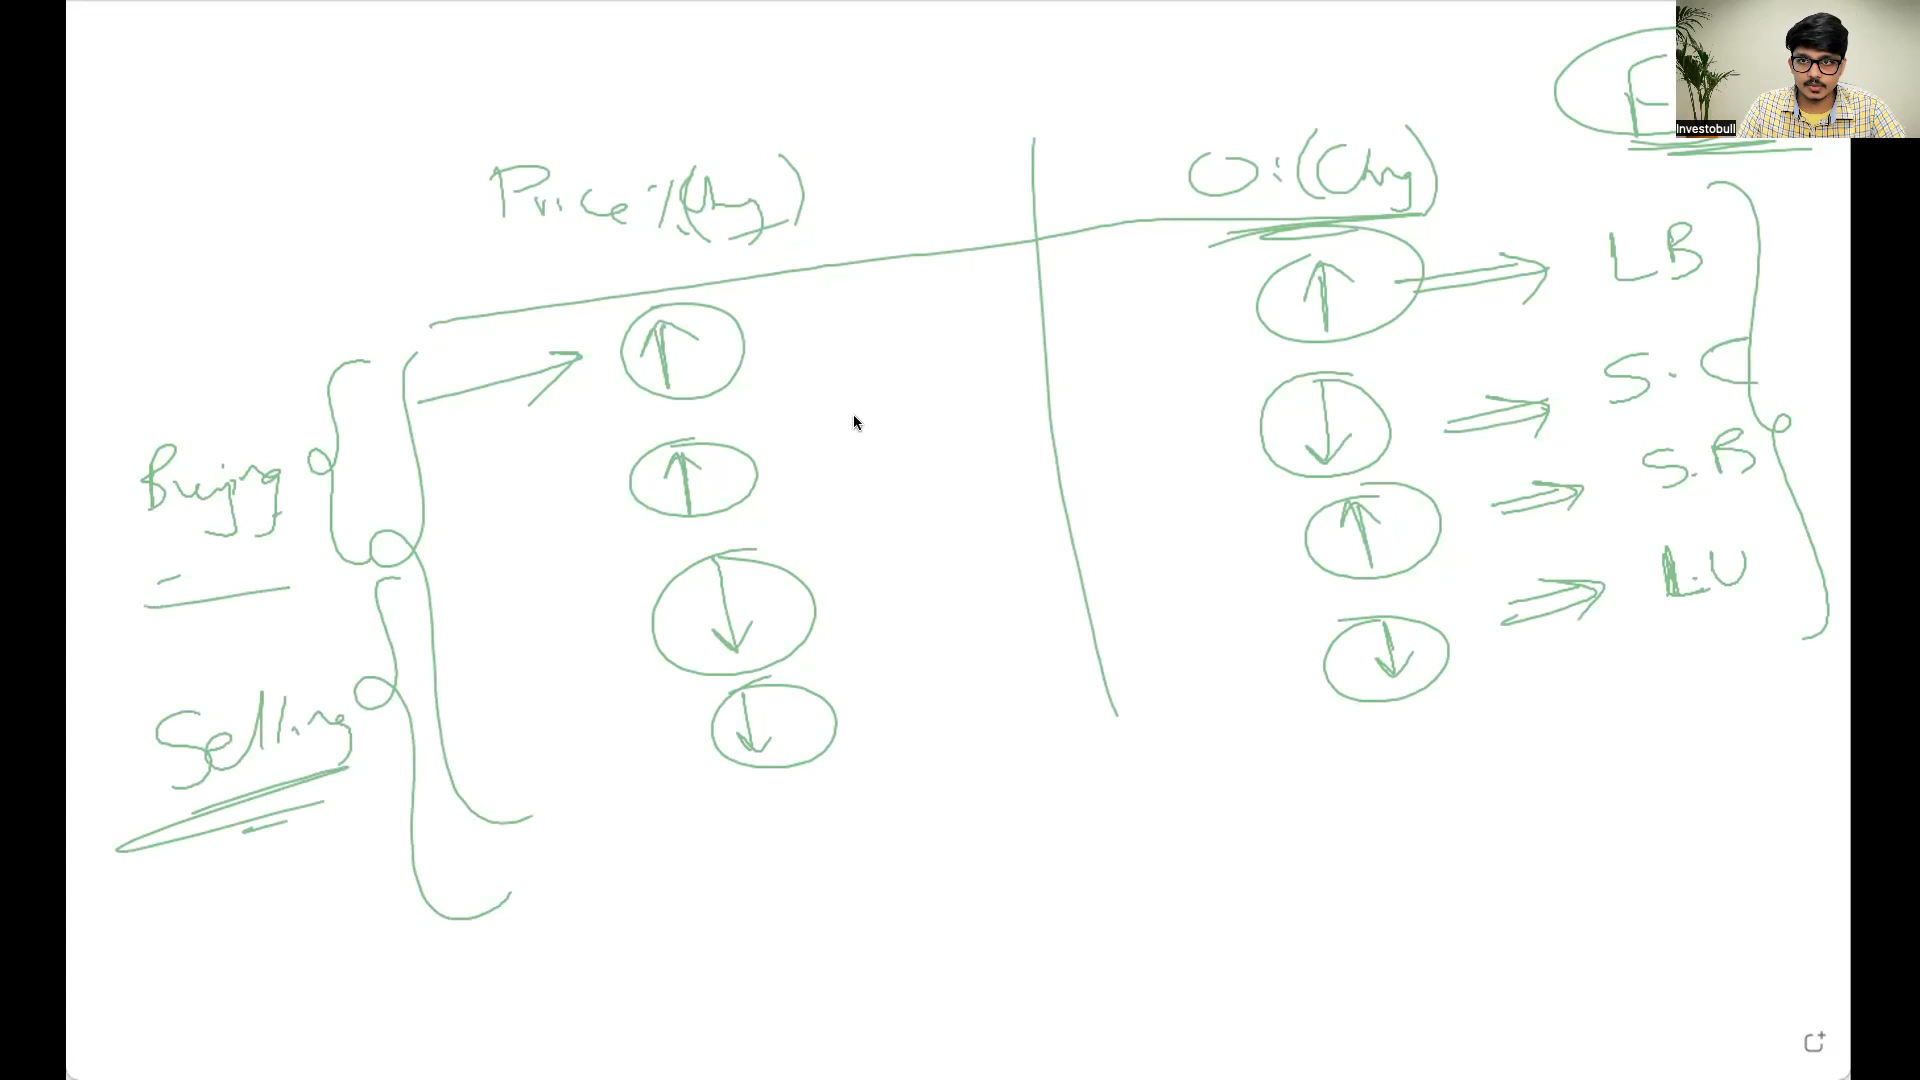 Investobull
Price % (Chng) OI (Chng)
↑ ↑ ⇒ LB
↑ ↓ ⇒ S.C
Buying
↓ ↑ ⇒ S.B
↓ ↓ ⇒ L.U
Selling